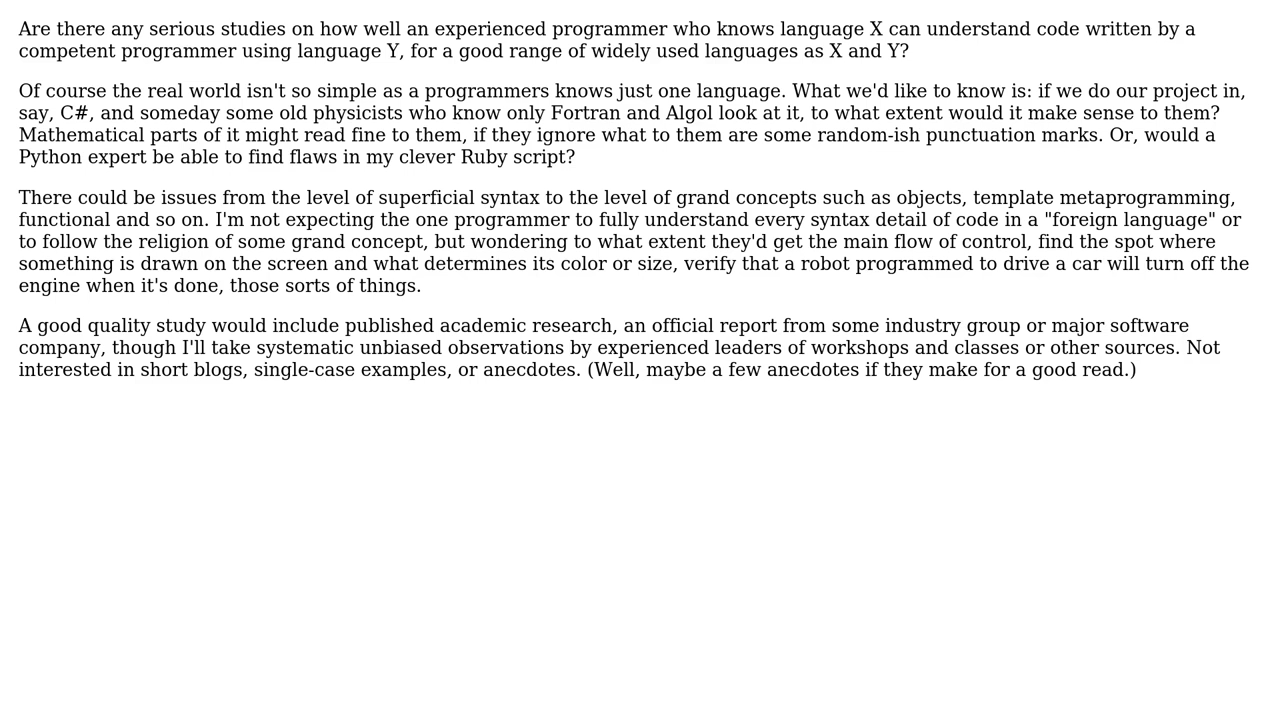 Are there any serious studies on how well an experienced programmer who knows language X can understand code written by a
competent programmer using language Y, for a good range of widely used languages as X and Y?
Of course the real world isn't so simple as a programmers knows just one language. What we'd like to know is: if we do our project in,
say, C#, and someday some old physicists who know only Fortran and Algol look at it, to what extent would it make sense to them?
Mathematical parts of it might read fine to them, if they ignore what to them are some random-ish punctuation marks. Or, would a
Python expert be able to find flaws in my clever Ruby script?
There could be issues from the level of superficial syntax to the level of grand concepts such as objects, template metaprogramming,
functional and so on. I'm not expecting the one programmer to fully understand every syntax detail of code in a "foreign language" or
to follow the religion of some grand concept, but wondering to what extent they'd get the main flow of control, find the spot where
something is drawn on the screen and what determines its color or size, verify that a robot programmed to drive a car will turn off the
engine when it's done, those sorts of things.
A good quality study would include published academic research, an official report from some industry group or major software
company, though I'll take systematic unbiased observations by experienced leaders of workshops and classes or other sources. Not
interested in short blogs, single-case examples, or anecdotes. (Well, maybe a few anecdotes if they make for a good read.)